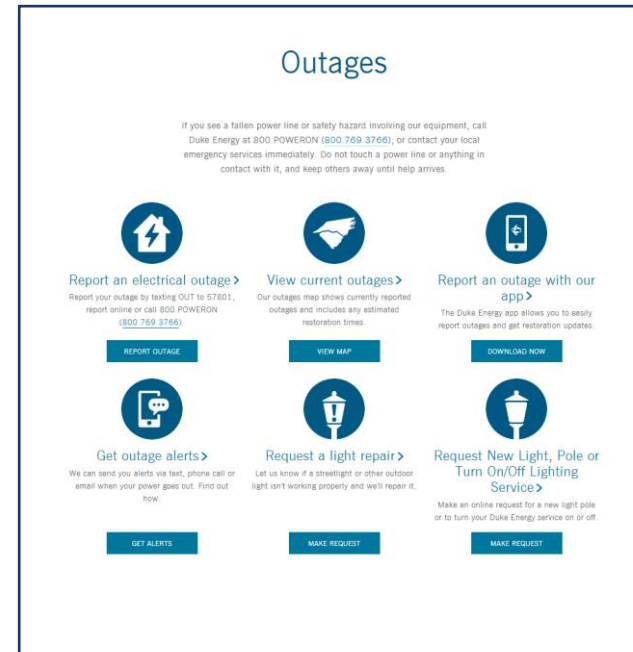 Outages
If you see a fallen power line or safety hazard involving our equipment, call
Duke Energy at 800 POWERON (800 769 3766), or contact your local
emergency services immediately. Do not touch a power line or anything in
contact with it, and keep others away until help arrives.
Report an electrical outage >
Report your outage by texting OUT to 57801,
report online or call 800 POWERON
(800 769 3766).
REPORT OUTAGE
View current outages >
Our outages map shows currently reported
outages and includes any estimated
restoration times.
VIEW MAP
Report an outage with our
app >
The Duke Energy app allows you to easily
report outages and get restoration updates.
DOWNLOAD NOW
Get outage alerts >
We can send you alerts via text, phone call or
email when your power goes out. Find out
how.
GET ALERTS
Request a light repair >
Let us know if a streetlight or other outdoor
light isn't working properly and we'll repair it.
MAKE REQUEST
Request New Light, Pole or
Turn On/Off Lighting
Service >
Make an online request for a new light pole
or to turn your Duke Energy service on or off.
MAKE REQUEST